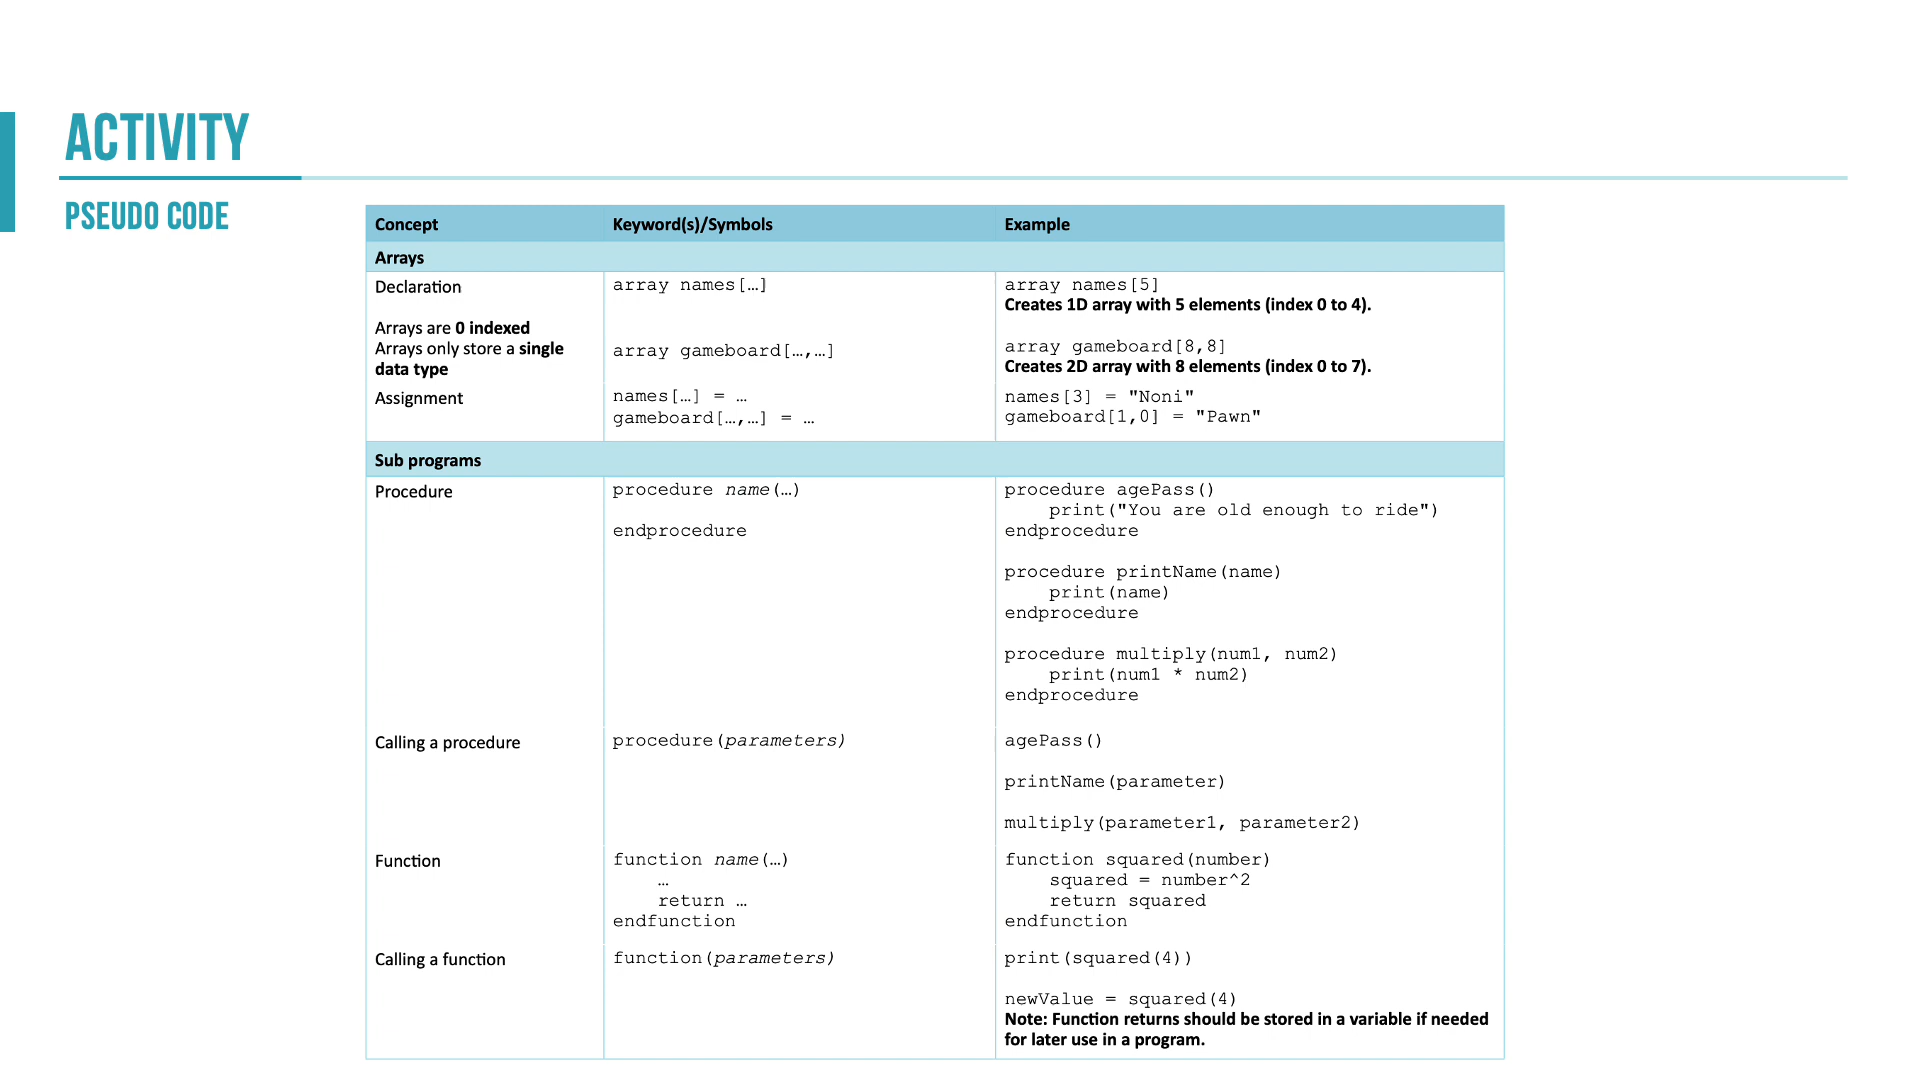 ACTIVITY
PSEUDO CODE
Concept Keyword(s)/Symbols Example
Arrays
Declaration array names[…] array names[5]
Creates 1D array with 5 elements (index 0 to 4).
Arrays are 0 indexed
Arrays only store a single array gameboard[…,…] array gameboard[8,8]
data type Creates 2D array with 8 elements (index 0 to 7).
Assignment names[…] = … names[3] = "Noni"
gameboard[…,…] = … gameboard[1,0] = "Pawn"
Sub programs
Procedure procedure name(…) procedure agePass()
print("You are old enough to ride")
endprocedure endprocedure
procedure printName(name)
print(name)
endprocedure
procedure multiply(num1, num2)
print(num1 * num2)
endprocedure
Calling a procedure procedure(parameters) agePass()
printName(parameter)
multiply(parameter1, parameter2)
Function function name(…) function squared(number)
… squared = number^2
return … return squared
endfunction endfunction
Calling a function function(parameters) print(squared(4))
newValue = squared(4)
Note: Function returns should be stored in a variable if needed
for later use in a program.